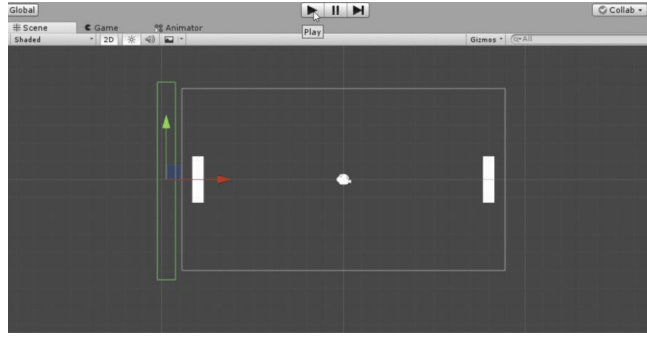 Global
Collab
Play
Scene
Game
Animator
Shaded
2D
Gizmos
All